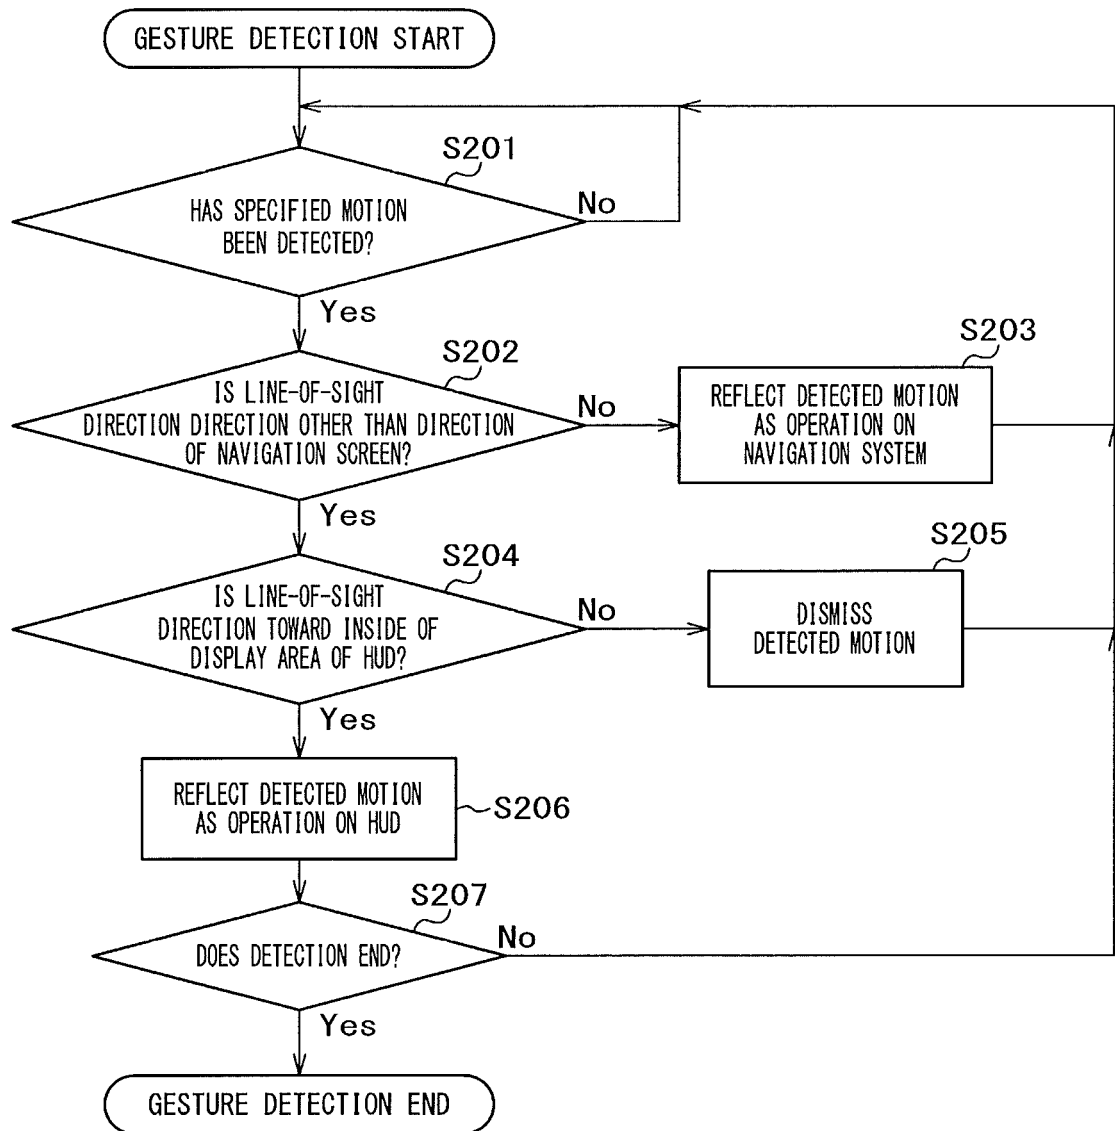 GESTURE DETECTION START
S201
HAS SPECIFIED MOTION
BEEN DETECTED?
No
Yes
S202
IS LINE-OF-SIGHT
DIRECTION DIRECTION OTHER THAN DIRECTION
OF NAVIGATION SCREEN?
No
S203
REFLECT DETECTED MOTION
AS OPERATION ON
NAVIGATION SYSTEM
Yes
S204
IS LINE-OF-SIGHT
DIRECTION TOWARD INSIDE OF
DISPLAY AREA OF HUD?
No
S205
DISMISS
DETECTED MOTION
Yes
REFLECT DETECTED MOTION
AS OPERATION ON HUD
S206
S207
DOES DETECTION END?
No
Yes
GESTURE DETECTION END